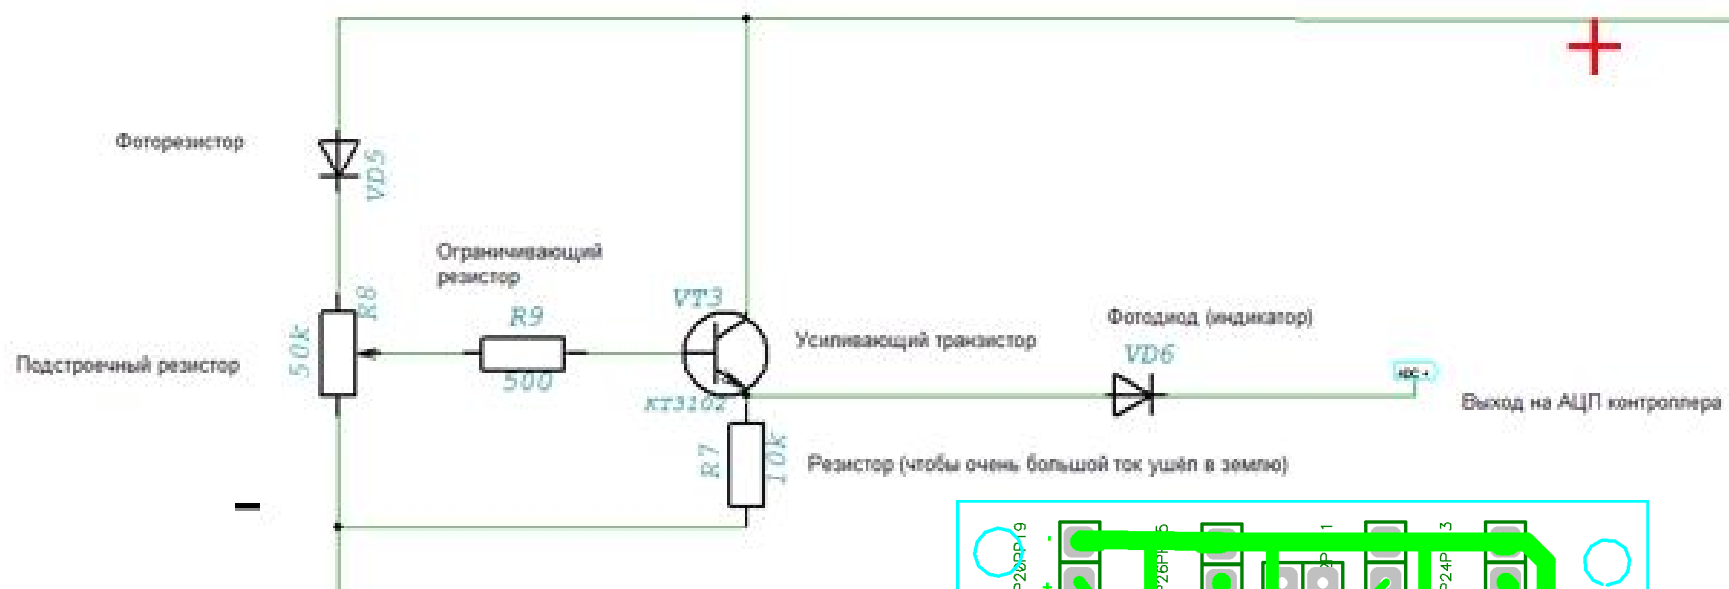 Фоторезистор
VD5
Ограничивающий
резистор
R8
50k
R9
500
VT3
КТ3102
Подстроечный резистор
Усиливающий транзистор
Фотодиод (индикатор)
VD6
Выход на АЦП контроллера
R7
10k
Резистор (чтобы очень большой ток ушёл в землю)